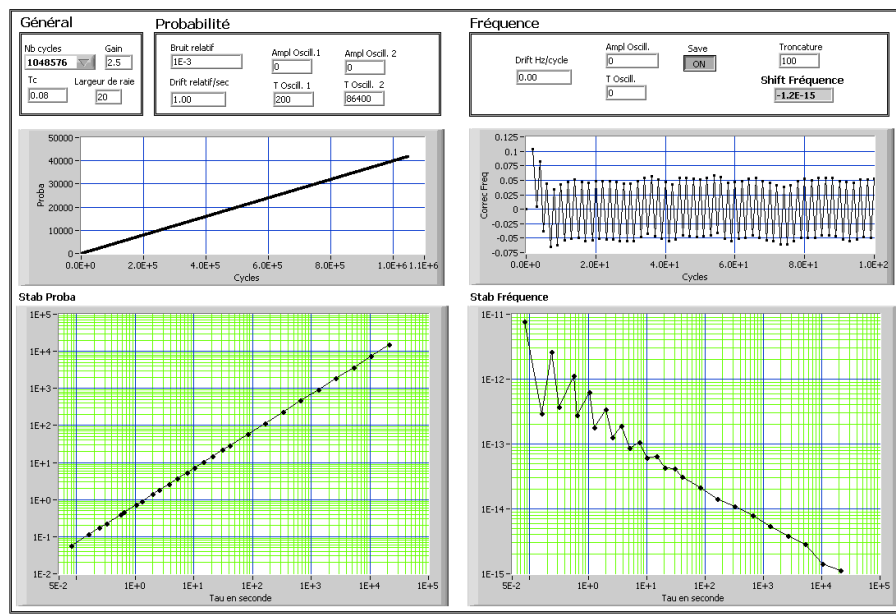 Général
Nb cycles
1048576
Gain
2.5
Tc
0.08
Largeur de raie
20
Probabilité
Bruit relatif
1E-3
Ampl Oscill.1
0
Ampl Oscill. 2
0
Drift relatif/sec
1.00
T Oscill. 1
200
T Oscill. 2
86400
Fréquence
Drift Hz/cycle
0.00
Ampl Oscill.
0
T Oscill.
0
Save
ON
Troncature
100
Shift Fréquence
-1.2E-15
50000
40000
30000
20000
10000
0
Proba
0.0E+0
2.0E+5
4.0E+5
6.0E+5
8.0E+5
1.0E+6
1.1E+6
Cycles
0.125
0.1
0.075
0.05
0.025
0
-0.025
-0.05
-0.075
Correc Freq
0.0E+0
2.0E+1
4.0E+1
6.0E+1
8.0E+1
1.0E+2
Cycles
Stab Proba
1E+5
1E+4
1E+3
1E+2
1E+1
1E+0
1E-1
1E-2
5E-2
1E+0
1E+1
1E+2
1E+3
1E+4
1E+5
Tau en seconde
Stab Fréquence
1E-11
1E-12
1E-13
1E-14
1E-15
5E-2
1E+0
1E+1
1E+2
1E+3
1E+4
1E+5
Tau en seconde